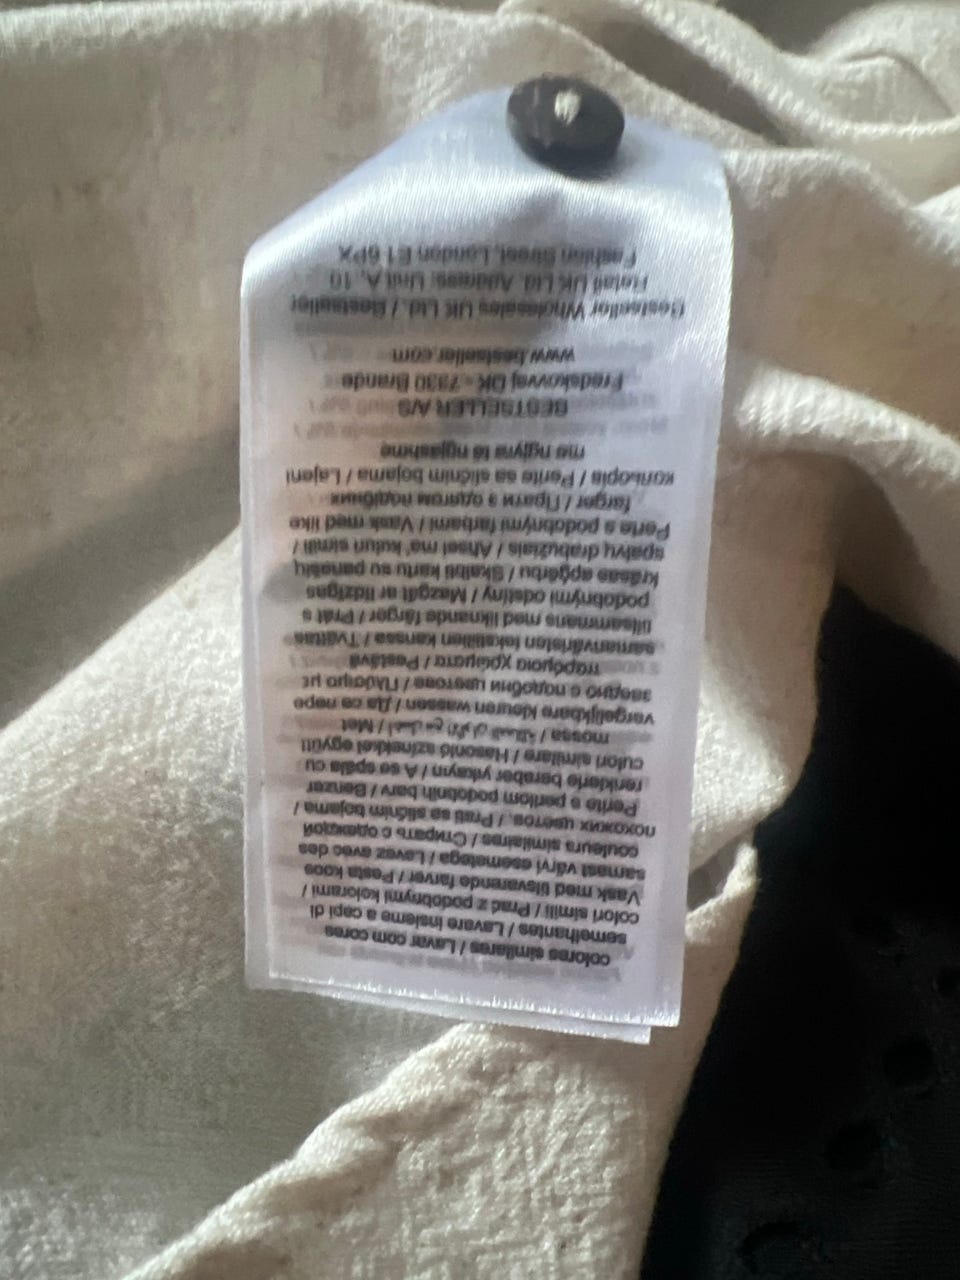 colores similares / Lavar com cores
semelhantes / Lavare insieme a capi di
colori simili / Prać z podobnymi kolorami /
Vask med tilsvarende farver / Pesta koos
samast värvi esemetega / Lavez avec des
couleurs similaires / Стирать с одеждой
похожих цветов. / Prati sa sličnim bojama /
Perite s perilom podobnih barv / Benzer
renklerle beraber yıkayın / A se spăla cu
culori similare / Hasonló színekkel együtt
mossa / / Met
vergelijkbare kleuren wassen / Да се пере
заедно с подобни цветове / Πλύσιμο με
παρόμοια χρώματα / Pestävä
samanväristen tekstiilien kanssa / Tvättas
tillsammans med liknande färger / Prát s
podobnými odstíny / Mazgāt ar līdzīgas
krāsas apģērbu / Skalbti kartu su panašių
spalvų drabužiais / Aħsel ma' kuluri simili /
Perte s podobnými farbami / Vask med like
farger / Прати з одягом подібних
кольорів / Perite sa sličnim bojama / Lajeni
me ngjyra të ngjashme
BESTSELLER A/S
Fredskovvej DK - 7330 Brande
www.bestseller.com
Bestseller Wholesales UK Ltd. / Bestseller
Retail UK Ltd. Address: Unit A, 10
Fashion Street, London E1 6PX